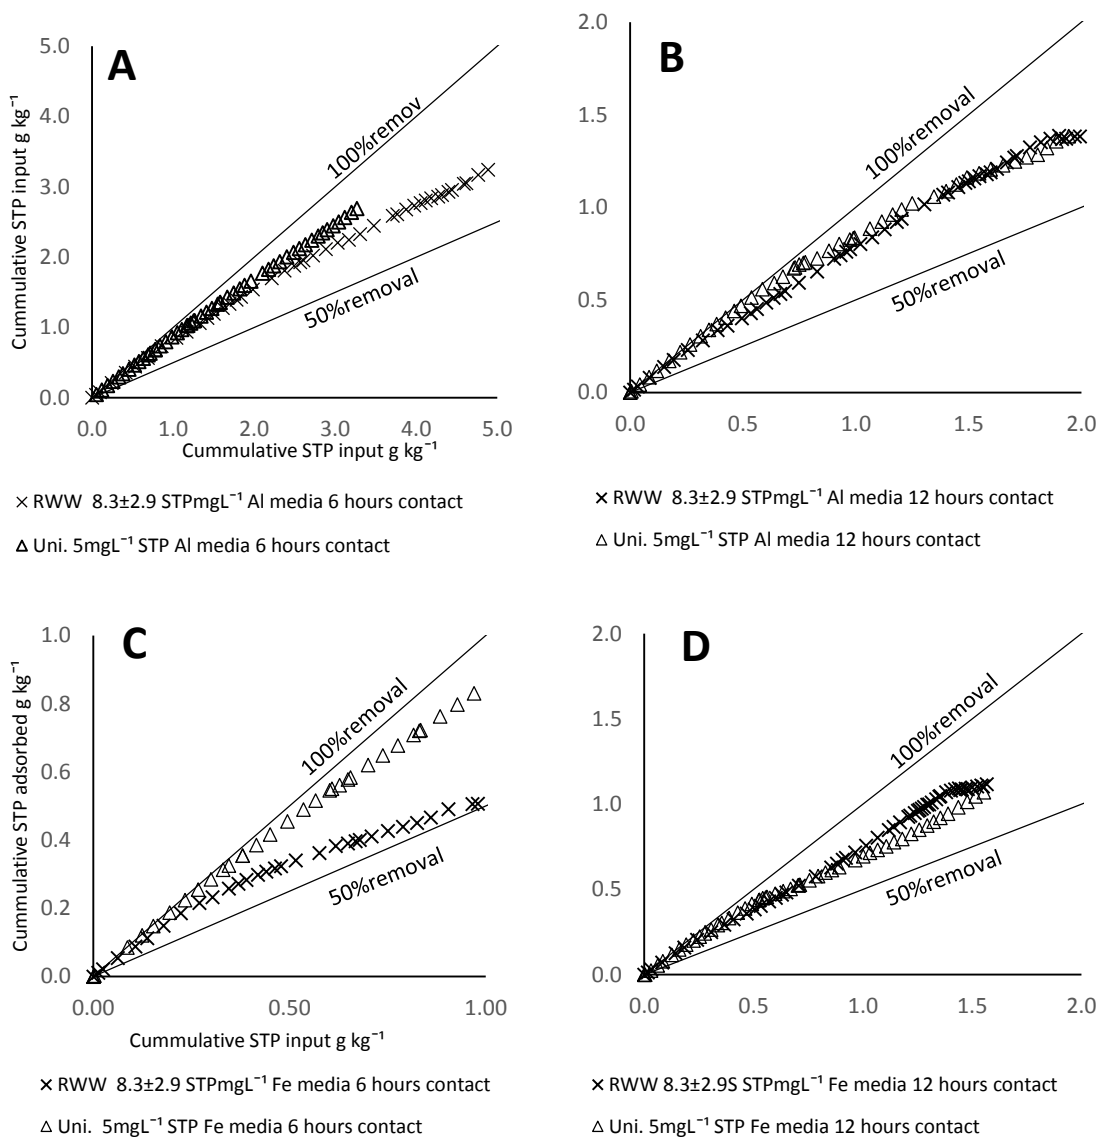 A
5.0
4.0
3.0
2.0
1.0
0.0
Cummulative STP input g kg⁻¹
100%remov
50%removal
0.0 1.0 2.0 3.0 4.0 5.0
Cummulative STP input g kg⁻¹
× RWW 8.3±2.9 STPmgL⁻¹ Al media 6 hours contact
∆ Uni. 5mgL⁻¹ STP Al media 6 hours contact
B
2.0
1.5
1.0
0.5
0.0
100%removal
50%removal
0.0 0.5 1.0 1.5 2.0
× RWW 8.3±2.9 STPmgL⁻¹ Al media 12 hours contact
∆ Uni. 5mgL⁻¹ STP Al media 12 hours contact
C
1.0
0.8
0.6
0.4
0.2
0.0
Cummulative STP adsorbed g kg⁻¹
100%removal
50%removal
0.00 0.50 1.00
Cummulative STP input g kg⁻¹
× RWW 8.3±2.9 STPmgL⁻¹ Fe media 6 hours contact
∆ Uni. 5mgL⁻¹ STP Fe media 6 hours contact
D
2.0
1.5
1.0
0.5
0.0
100%removal
50%removal
0.0 0.5 1.0 1.5 2.0
× RWW 8.3±2.9S STPmgL⁻¹ Fe media 12 hours contact
∆ Uni. 5mgL⁻¹ STP Fe media 12 hours contact